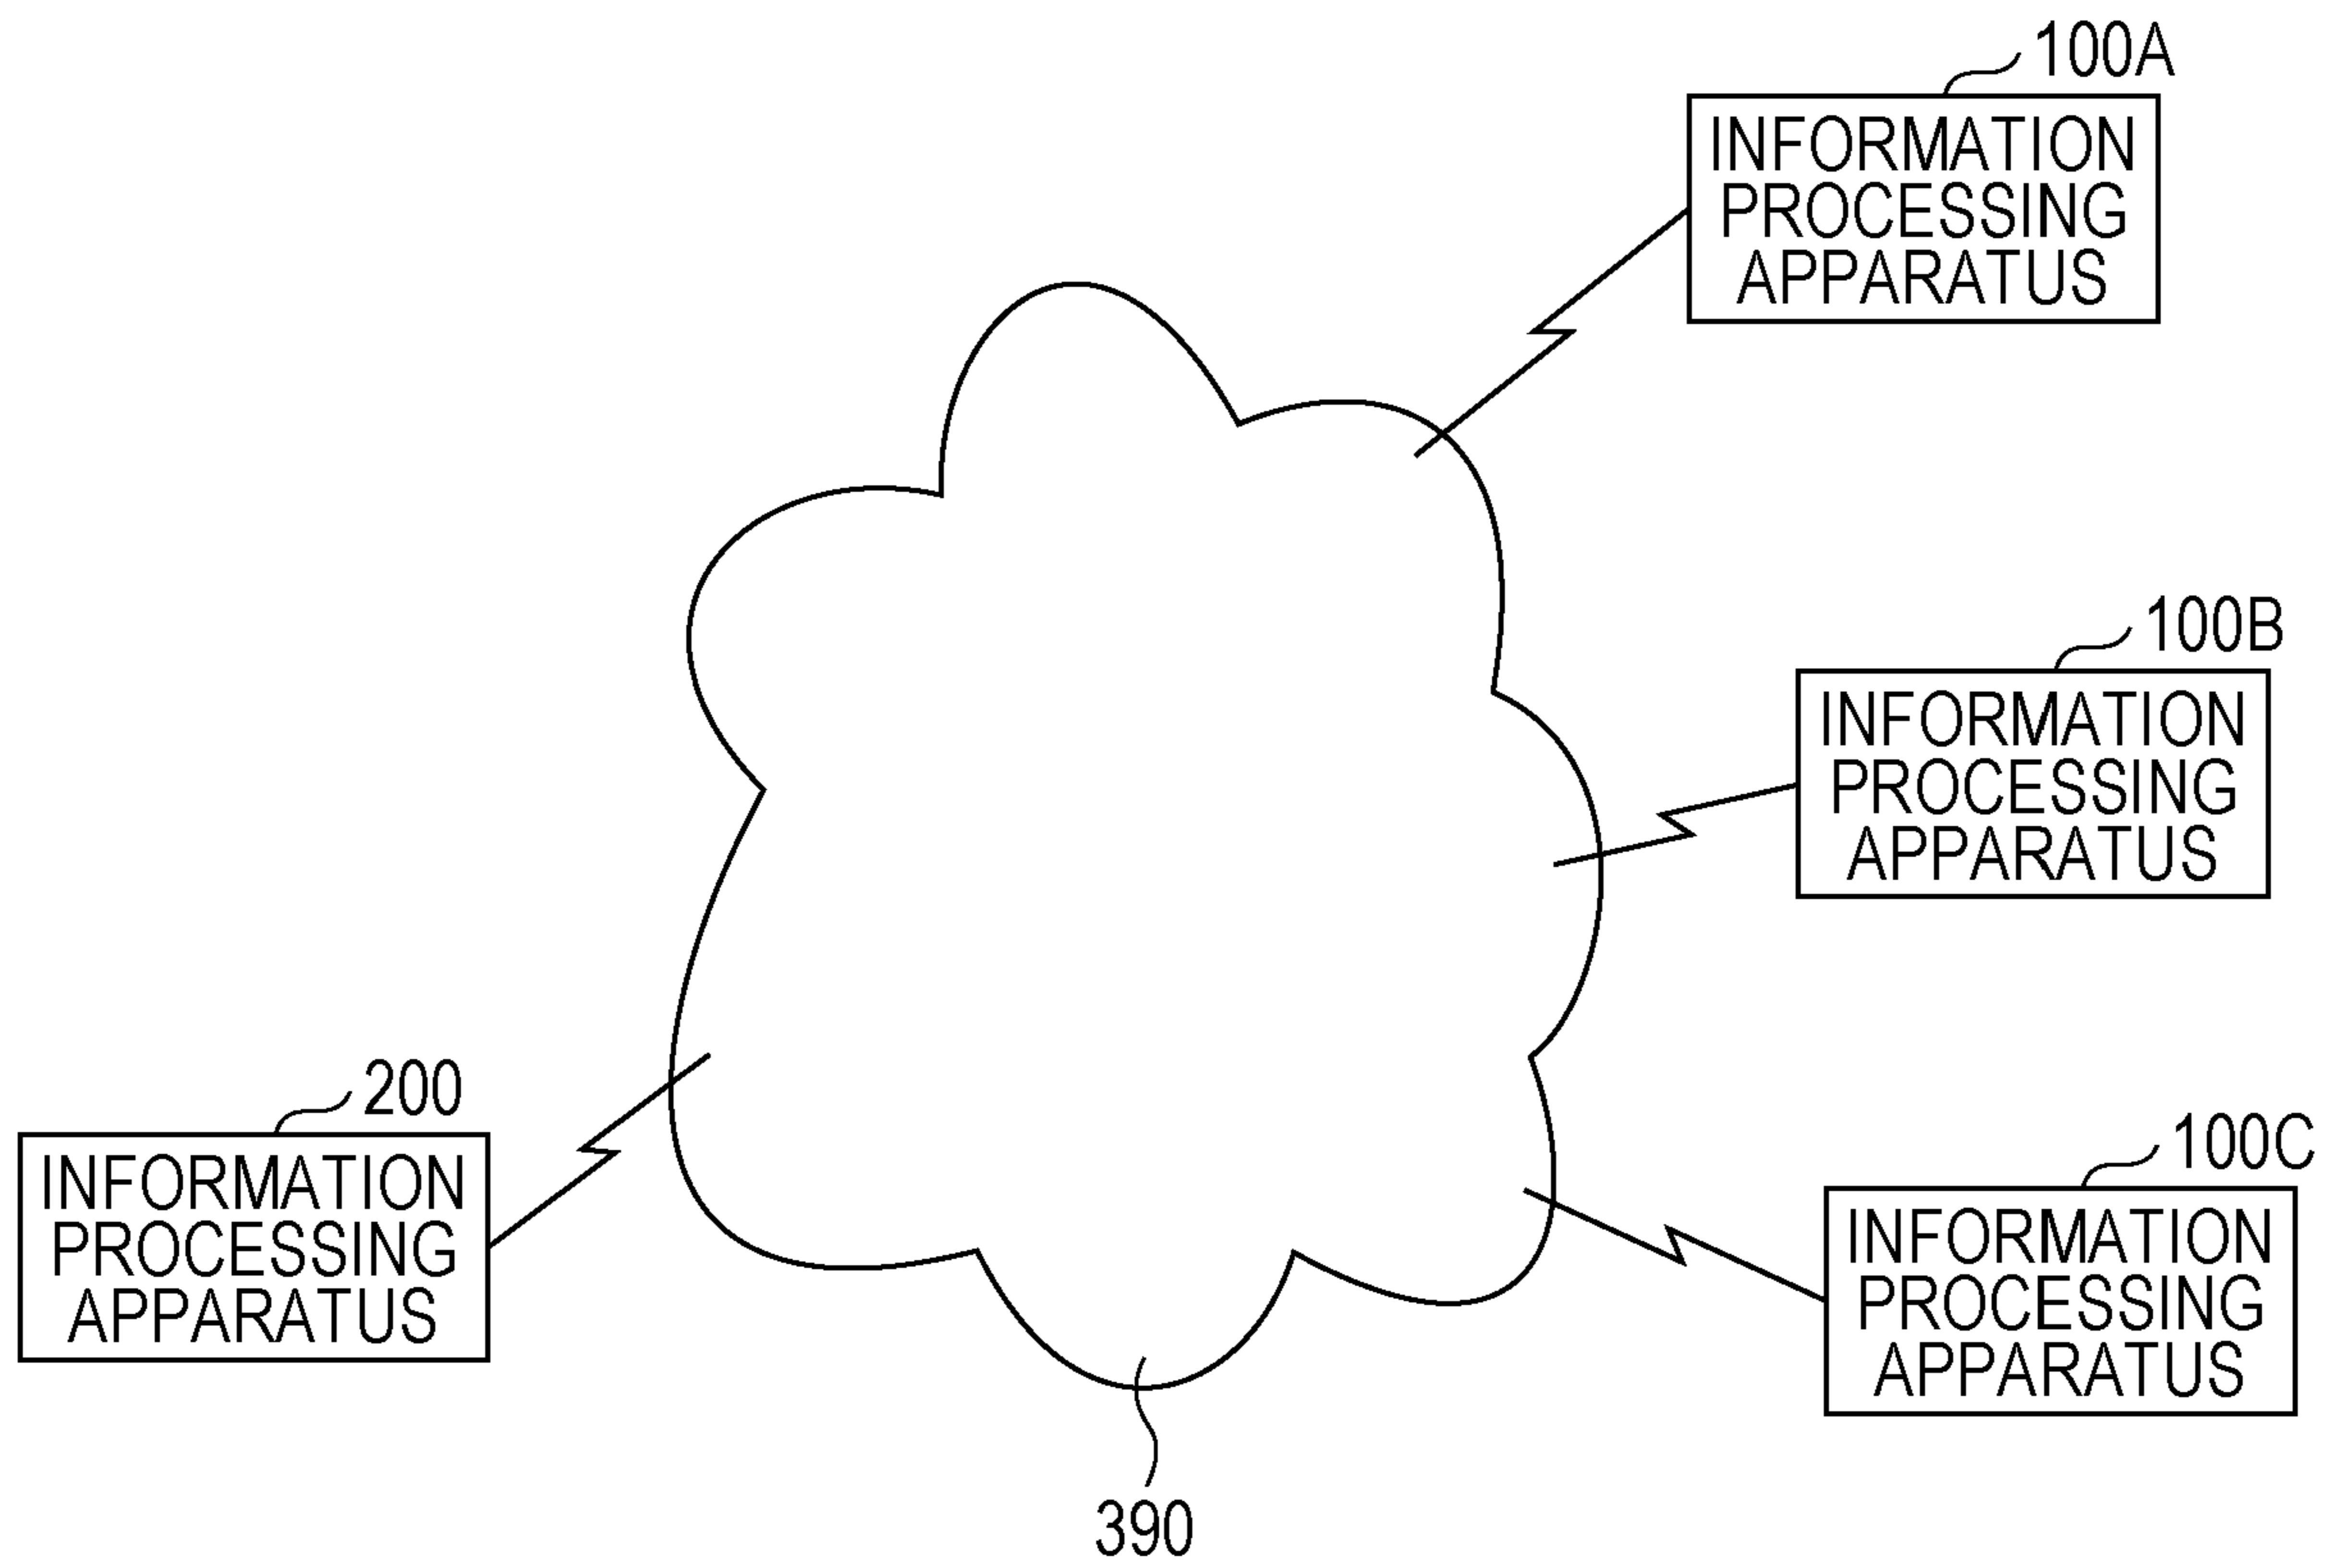 100A
INFORMATION
PROCESSING
APPARATUS
100B
INFORMATION
PROCESSING
APPARATUS
200
INFORMATION
PROCESSING
APPARATUS
100C
INFORMATION
PROCESSING
APPARATUS
390